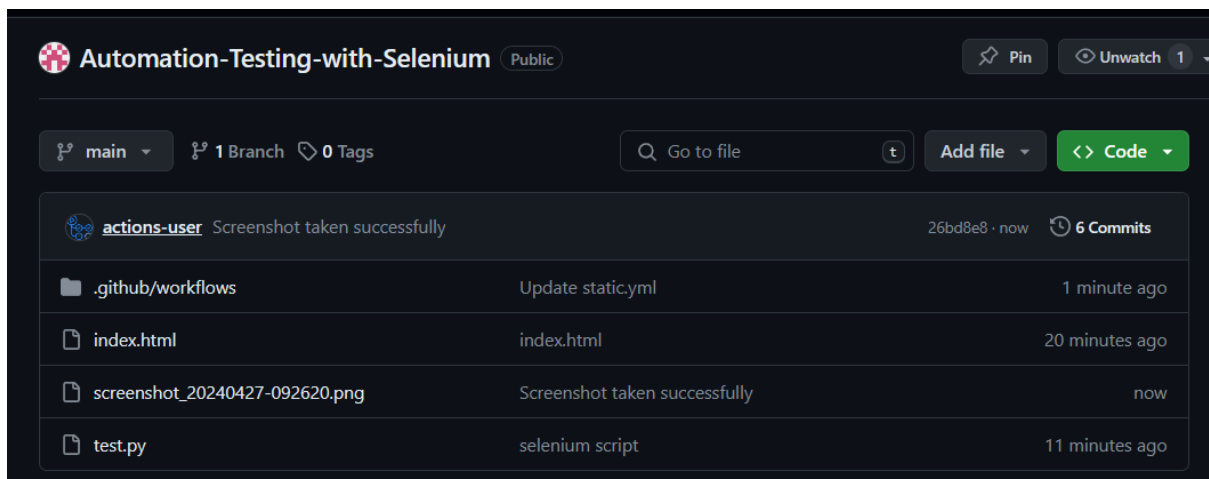 Automation-Testing-with-Selenium Public Pin Unwatch 1
main 1 Branch 0 Tags Go to file t Add file Code
actions-user Screenshot taken successfully 26bd8e8 · now 6 Commits
.github/workflows Update static.yml 1 minute ago
index.html index.html 20 minutes ago
screenshot_20240427-092620.png Screenshot taken successfully now
test.py selenium script 11 minutes ago